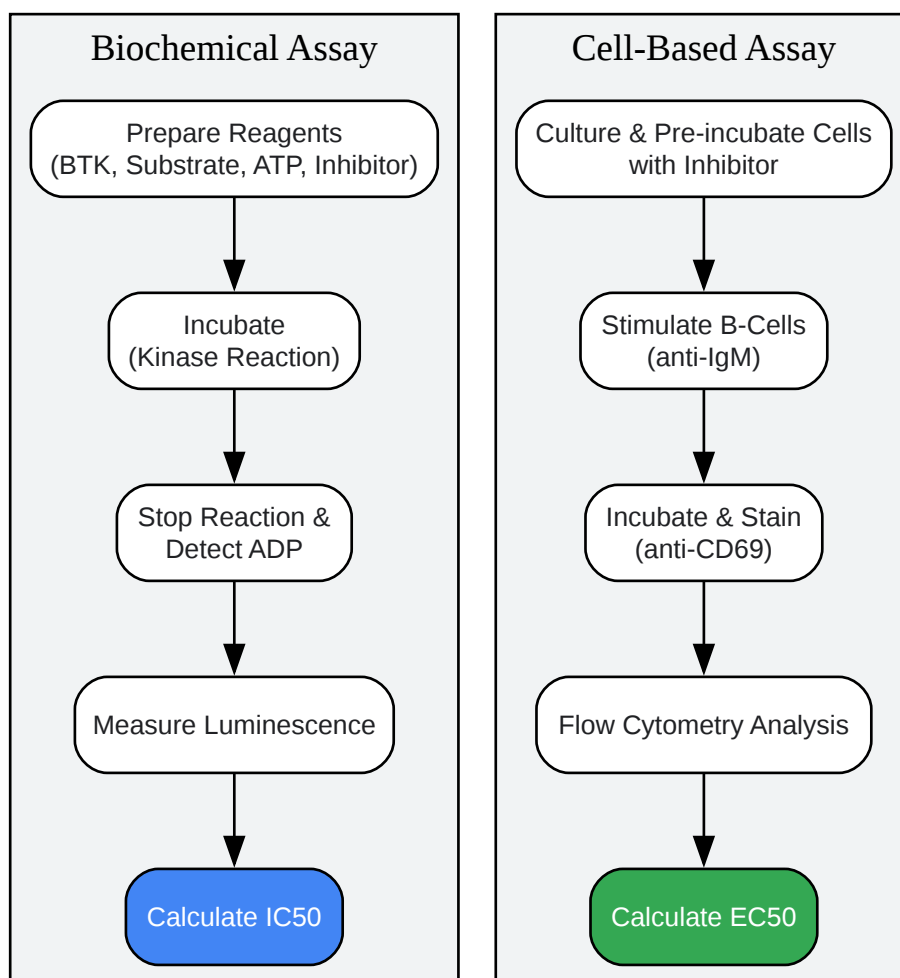 Biochemical Assay
Prepare Reagents
(BTK, Substrate, ATP, Inhibitor)
Incubate
(Kinase Reaction)
Stop Reaction &
Detect ADP
Measure Luminescence
Calculate IC50
Cell-Based Assay
Culture & Pre-incubate Cells
with Inhibitor
Stimulate B-Cells
(anti-IgM)
Incubate & Stain
(anti-CD69)
Flow Cytometry Analysis
Calculate EC50